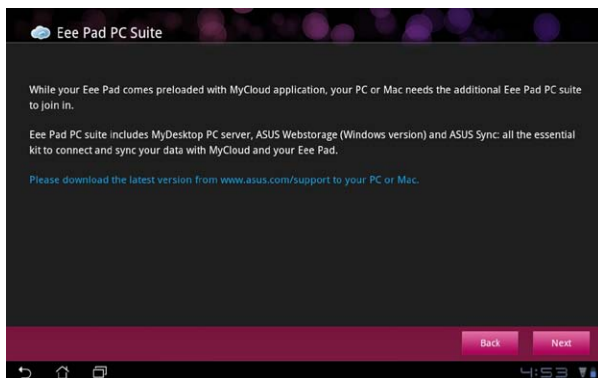 Eee Pad PC Suite
While your Eee Pad comes preloaded with MyCloud application, your PC or Mac needs the additional Eee Pad PC suite
to join in.
Eee Pad PC suite includes MyDesktop PC server, ASUS Webstorage (Windows version) and ASUS Sync: all the essential
kit to connect and sync your data with MyCloud and your Eee Pad.
Please download the latest version from www.asus.com/support to your PC or Mac.
Back Next
4:53